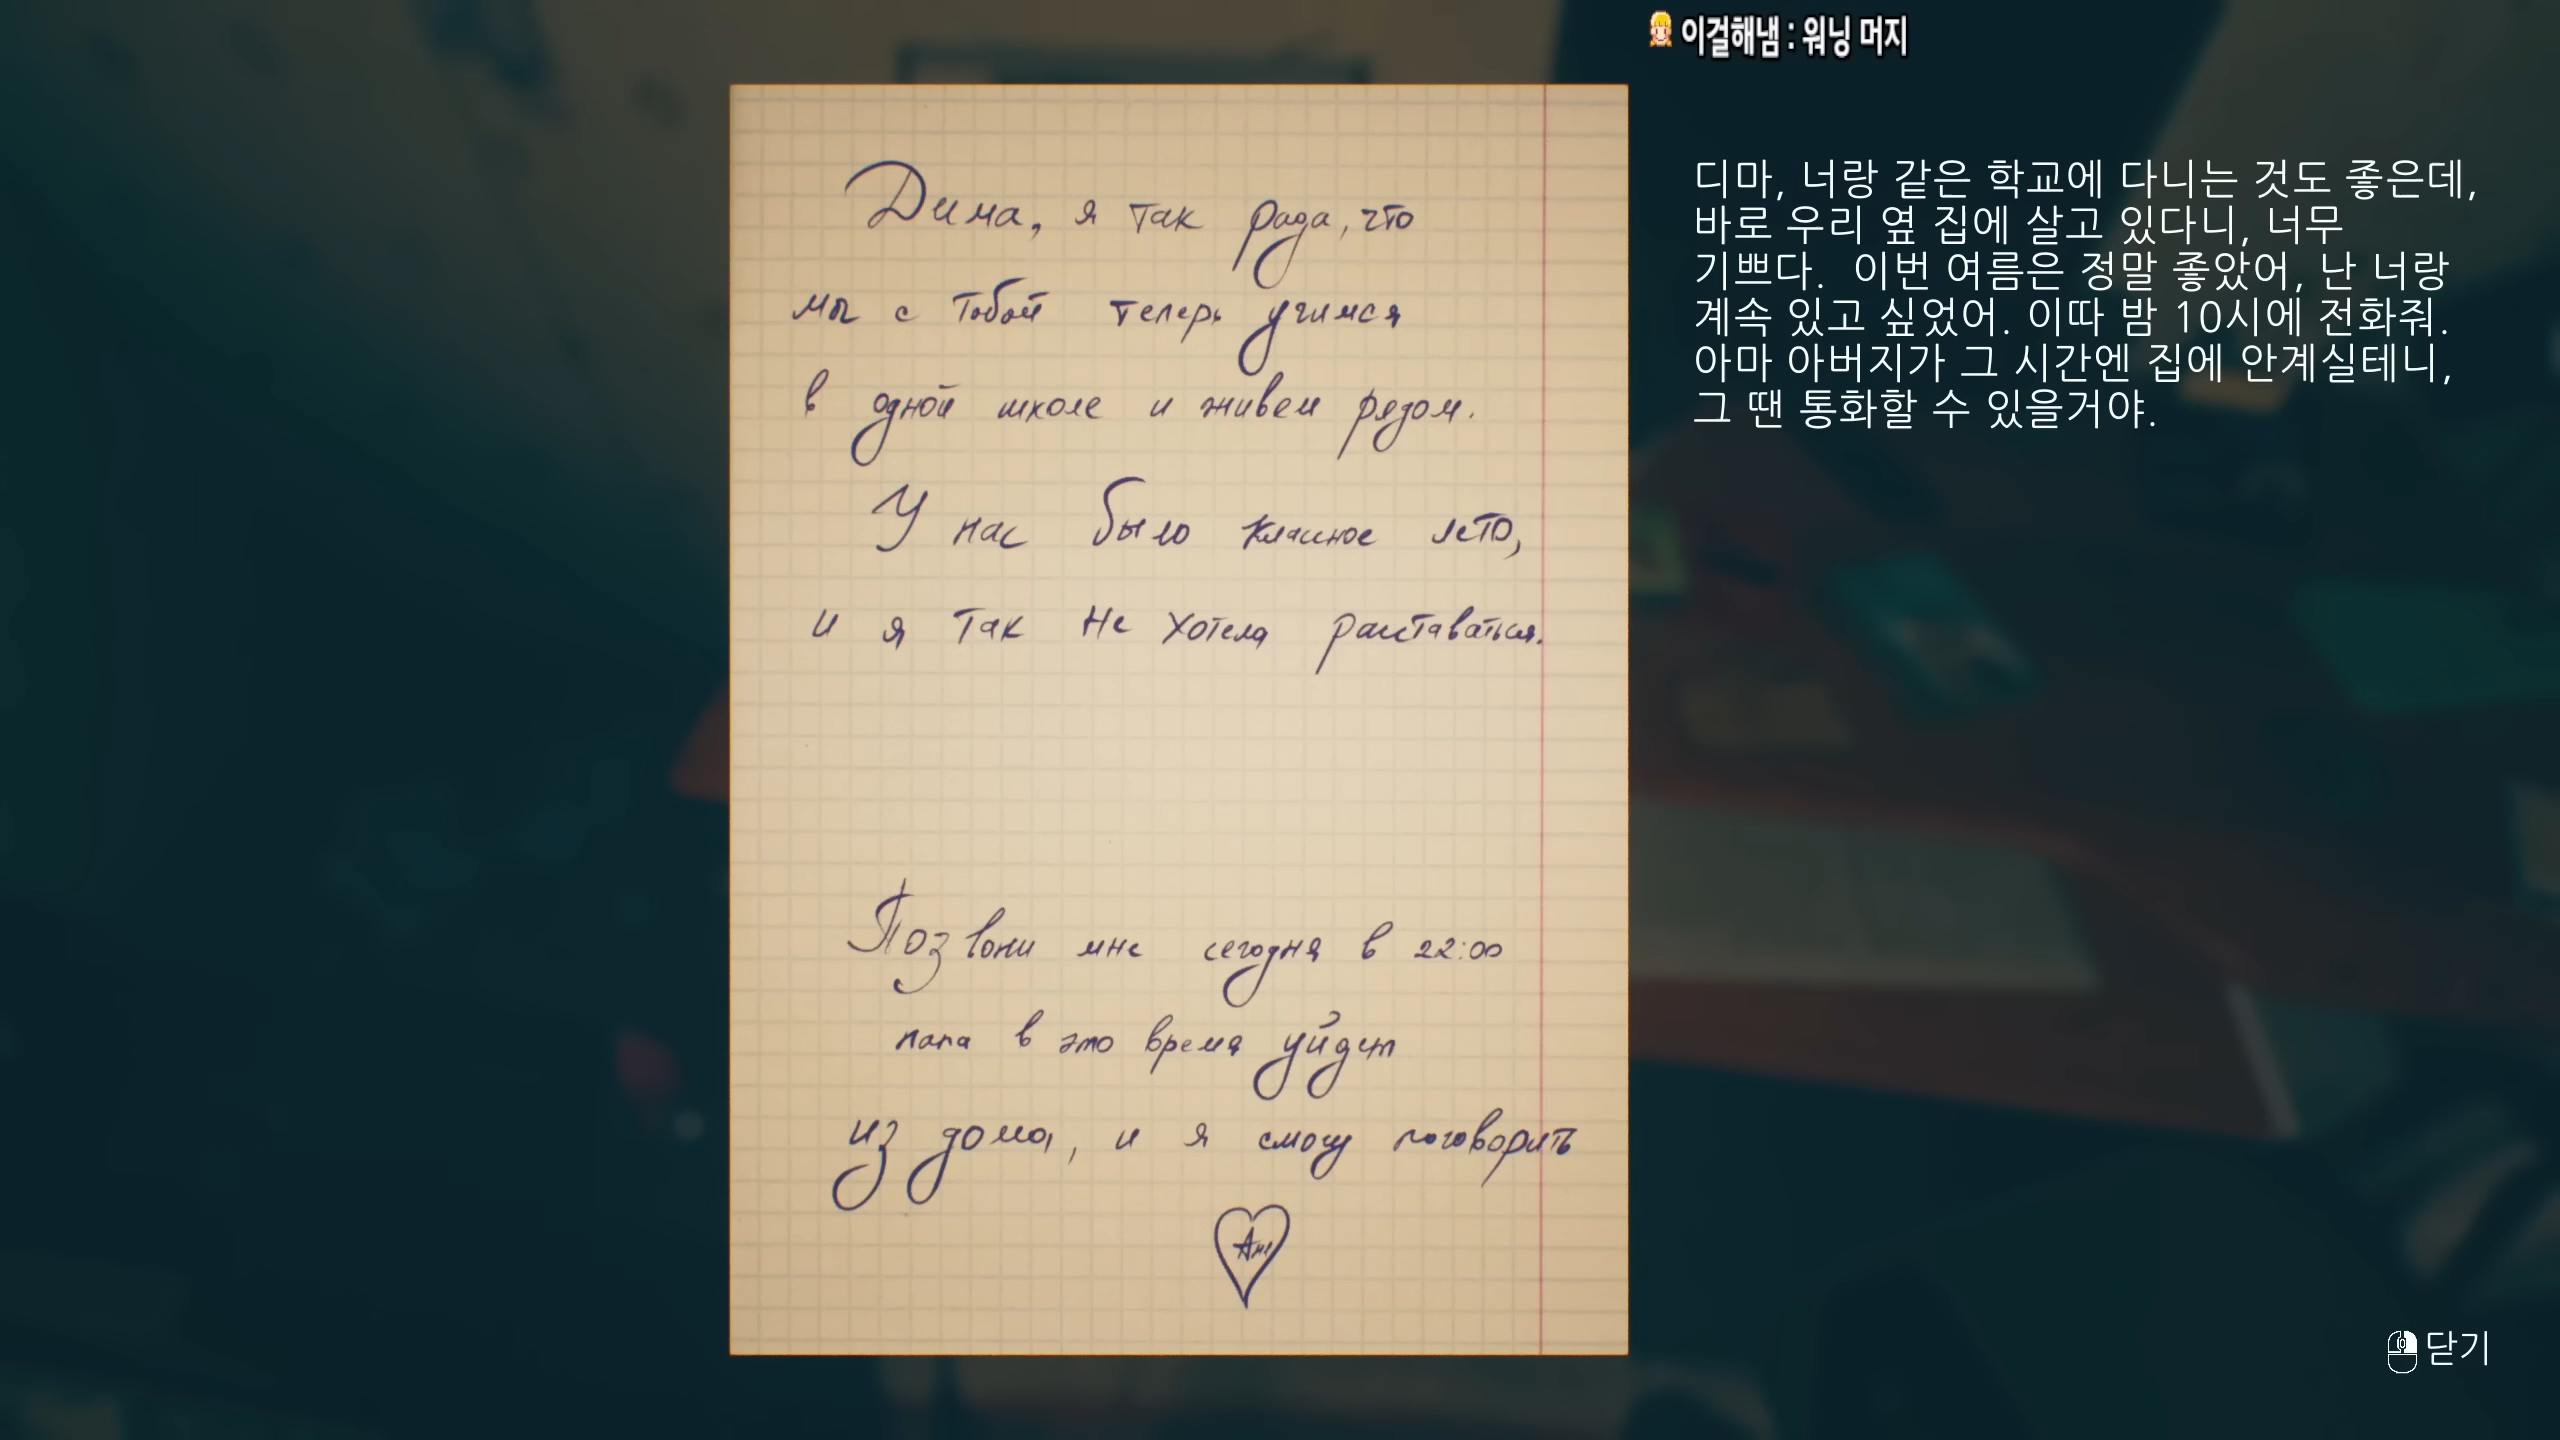 이걸해냄 : 워닝 머지
Дима, я так рада, что
мы с тобой теперь учимся
в одной школе и живем рядом.
У нас было классное лето,
и я так не хотела расставаться.
Позвони мне сегодня в 22:00
папа в это время уйдет
из дома, и я смогу поговорить
디마, 너랑 같은 학교에 다니는 것도 좋은데,
바로 우리 옆 집에 살고 있다니, 너무
기쁘다. 이번 여름은 정말 좋았어, 난 너랑
계속 있고 싶었어. 이따 밤 10시에 전화줘.
아마 아버지가 그 시간엔 집에 안계실테니,
그 땐 통화할 수 있을거야.
닫기